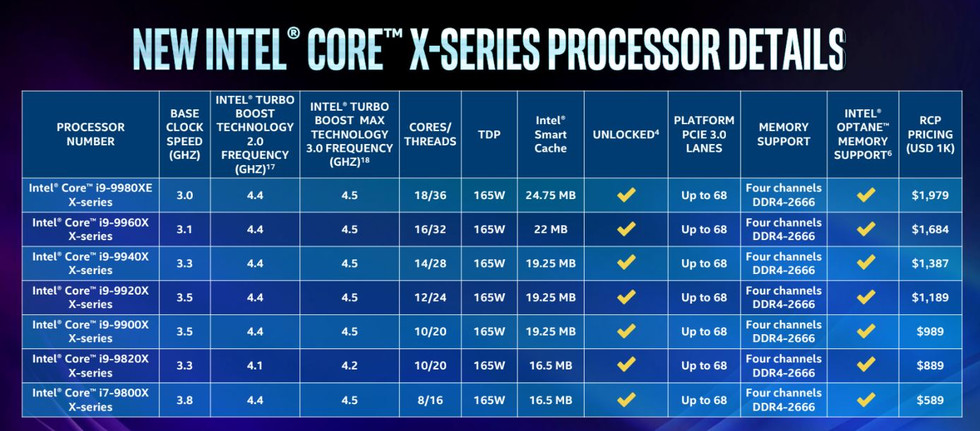 NEW INTEL® CORE™ X-SERIES PROCESSOR DETAILS
PROCESSOR NUMBER	BASE CLOCK SPEED (GHZ)	INTEL® TURBO BOOST TECHNOLOGY 2.0 FREQUENCY (GHZ)17	INTEL® TURBO BOOST MAX TECHNOLOGY 3.0 FREQUENCY (GHZ)18	CORES/ THREADS	TDP	Intel® Smart Cache	UNLOCKED4	PLATFORM PCIE 3.0 LANES	MEMORY SUPPORT	INTEL® OPTANE™ MEMORY SUPPORT6	RCP PRICING (USD 1K)
Intel® Core™ i9-9980XE X-series	3.0	4.4	4.5	18/36	165W	24.75 MB	✓	Up to 68	Four channels DDR4-2666	✓	$1,979
Intel® Core™ i9-9960X X-series	3.1	4.4	4.5	16/32	165W	22 MB	✓	Up to 68	Four channels DDR4-2666	✓	$1,684
Intel® Core™ i9-9940X X-series	3.3	4.4	4.5	14/28	165W	19.25 MB	✓	Up to 68	Four channels DDR4-2666	✓	$1,387
Intel® Core™ i9-9920X X-series	3.5	4.4	4.5	12/24	165W	19.25 MB	✓	Up to 68	Four channels DDR4-2666	✓	$1,189
Intel® Core™ i9-9900X X-series	3.5	4.4	4.5	10/20	165W	19.25 MB	✓	Up to 68	Four channels DDR4-2666	✓	$989
Intel® Core™ i9-9820X X-series	3.3	4.1	4.2	10/20	165W	16.5 MB	✓	Up to 68	Four channels DDR4-2666	✓	$889
Intel® Core™ i7-9800X X-series	3.8	4.4	4.5	8/16	165W	16.5 MB	✓	Up to 68	Four channels DDR4-2666	✓	$589